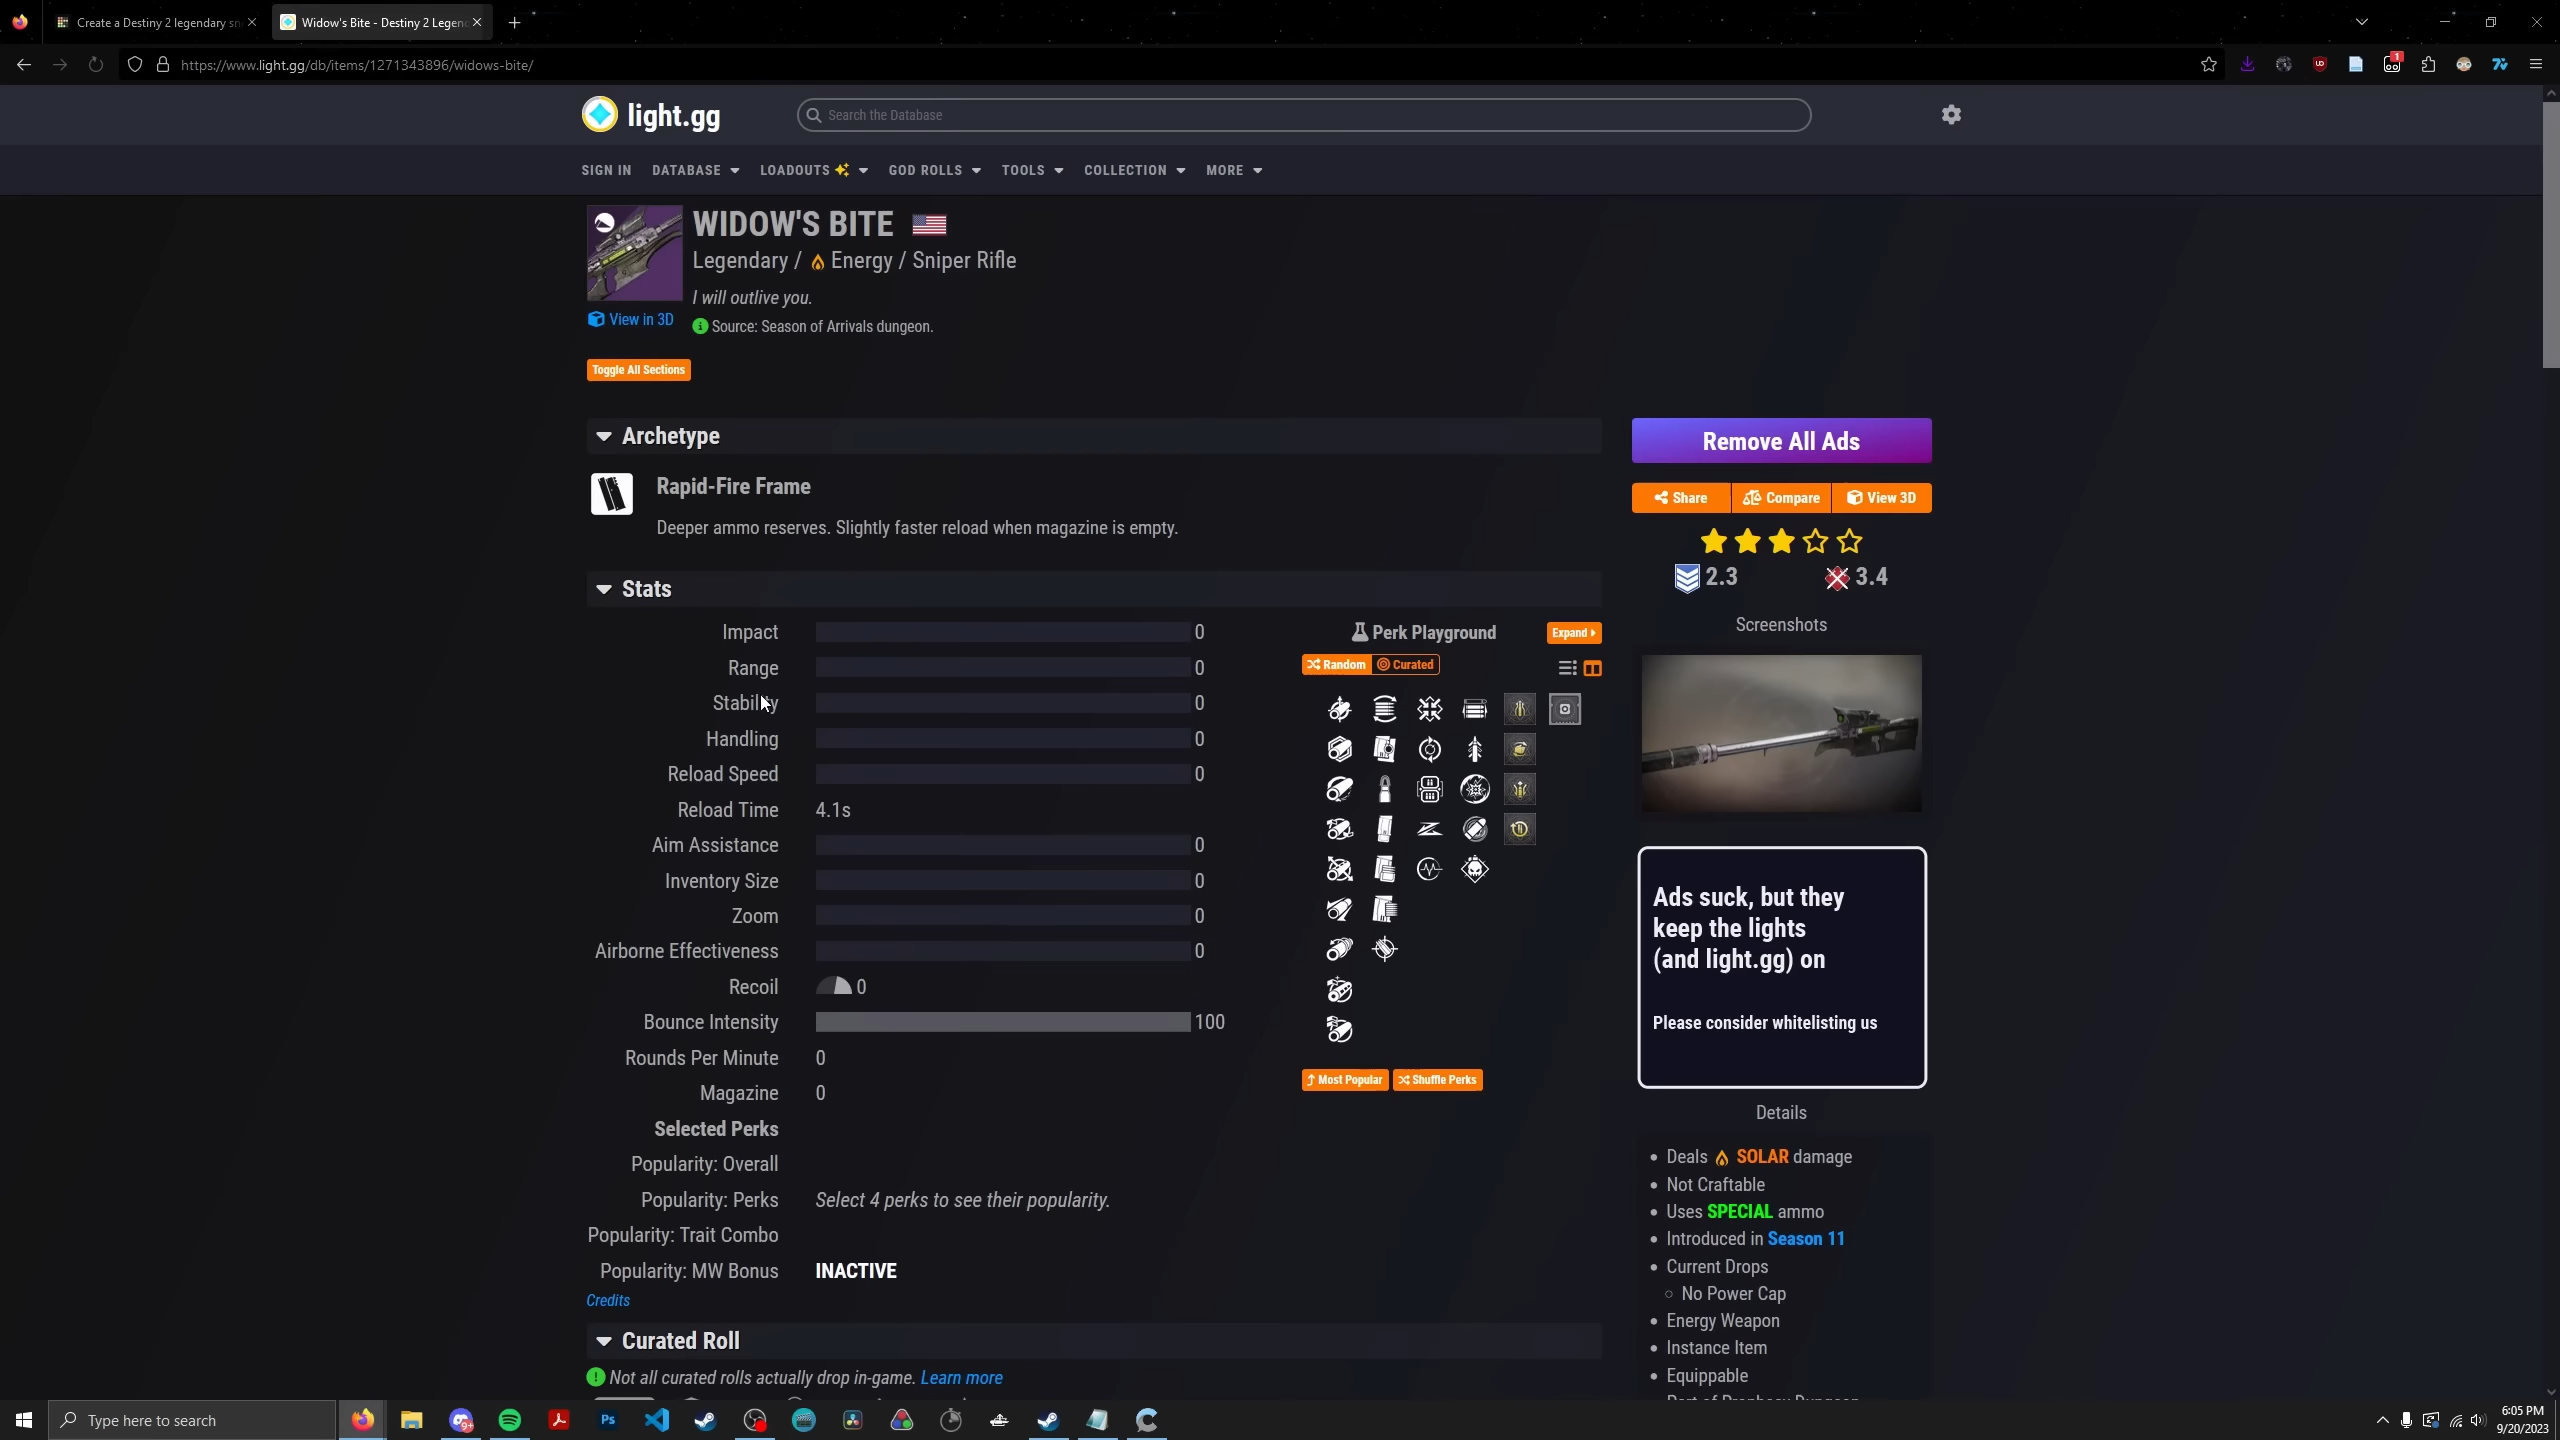 Create a Destiny 2 legendary sn
Widow's Bite - Destiny 2 Legen
https://www.light.gg/db/items/1271343896/widows-bite/
1
light.gg
Search the Database
SIGN IN DATABASE LOADOUTS GOD ROLLS TOOLS COLLECTION MORE
WIDOW'S BITE
Legendary / Energy / Sniper Rifle
I will outlive you.
View in 3D
Source: Season of Arrivals dungeon.
Toggle All Sections
Archetype
Rapid-Fire Frame
Deeper ammo reserves. Slightly faster reload when magazine is empty.
Stats
Impact 0
Range 0
Stability 0
Handling 0
Reload Speed 0
Reload Time 4.1s
Aim Assistance 0
Inventory Size 0
Zoom 0
Airborne Effectiveness 0
Recoil 0
Bounce Intensity 100
Rounds Per Minute 0
Magazine 0
Selected Perks
Popularity: Overall
Popularity: Perks Select 4 perks to see their popularity.
Popularity: Trait Combo
Popularity: MW Bonus INACTIVE
Credits
Perk Playground
Expand
Random Curated
Most Popular Shuffle Perks
Curated Roll
Not all curated rolls actually drop in-game. Learn more
Remove All Ads
Share Compare View 3D
2.3 3.4
Screenshots
Ads suck, but they
keep the lights
(and light.gg) on
Please consider whitelisting us
Details
Deals SOLAR damage
Not Craftable
Uses SPECIAL ammo
Introduced in Season 11
Current Drops
No Power Cap
Energy Weapon
Instance Item
Equippable
Part of Prophecy Dungeon
Type here to search
9+
Ps
6:05 PM
9/20/2023